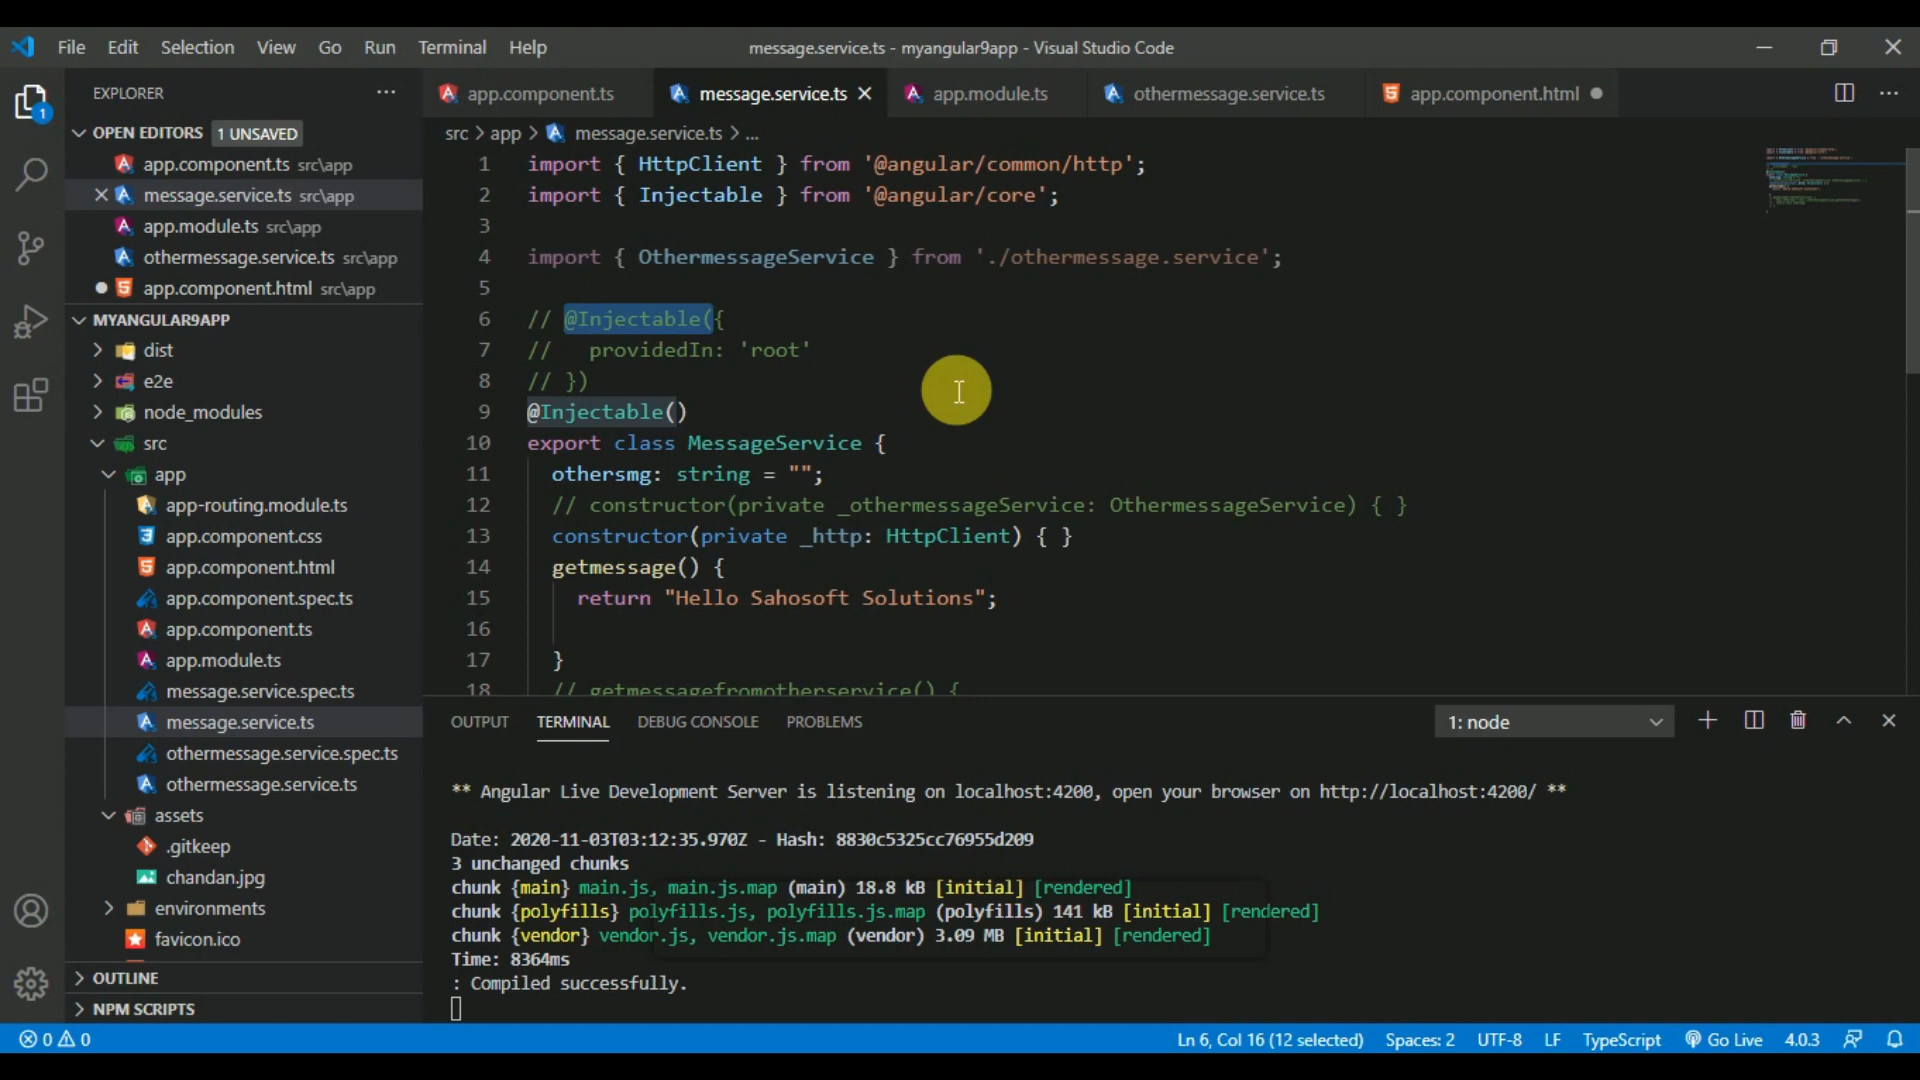 File Edit Selection View Go Run Terminal Help
message.service.ts - myangular9app - Visual Studio Code
EXPLORER
OPEN EDITORS 1 UNSAVED
app.component.ts src\app
message.service.ts src\app
app.module.ts src\app
othermessage.service.ts src\app
app.component.html src\app
MYANGULAR9APP
dist
e2e
node_modules
src
app
app-routing.module.ts
app.component.css
app.component.html
app.component.spec.ts
app.component.ts
app.module.ts
message.service.spec.ts
message.service.ts
othermessage.service.spec.ts
othermessage.service.ts
assets
.gitkeep
chandan.jpg
environments
favicon.ico
OUTLINE
NPM SCRIPTS
1
app.component.ts message.service.ts app.module.ts othermessage.service.ts app.component.html
src > app > message.service.ts > ...
1 import { HttpClient } from '@angular/common/http';
2 import { Injectable } from '@angular/core';
3
4 import { OthermessageService } from './othermessage.service';
5
6 // @Injectable({
7 //   providedIn: 'root'
8 // })
9 @Injectable()
10 export class MessageService {
11   othersmg: string = "";
12   // constructor(private _othermessageService: OthermessageService) { }
13   constructor(private _http: HttpClient) { }
14   getmessage() {
15     return "Hello Sahosoft Solutions";
16
17   }
18   // getmessagefromotherservice() {
OUTPUT TERMINAL DEBUG CONSOLE PROBLEMS
1: node
** Angular Live Development Server is listening on localhost:4200, open your browser on http://localhost:4200/ **
Date: 2020-11-03T03:12:35.970Z - Hash: 8830c5325cc76955d209
3 unchanged chunks
chunk {main} main.js, main.js.map (main) 18.8 kB [initial] [rendered]
chunk {polyfills} polyfills.js, polyfills.js.map (polyfills) 141 kB [initial] [rendered]
chunk {vendor} vendor.js, vendor.js.map (vendor) 3.09 MB [initial] [rendered]
Time: 8364ms
: Compiled successfully.
0 0
Ln 6, Col 16 (12 selected) Spaces: 2 UTF-8 LF TypeScript Go Live 4.0.3